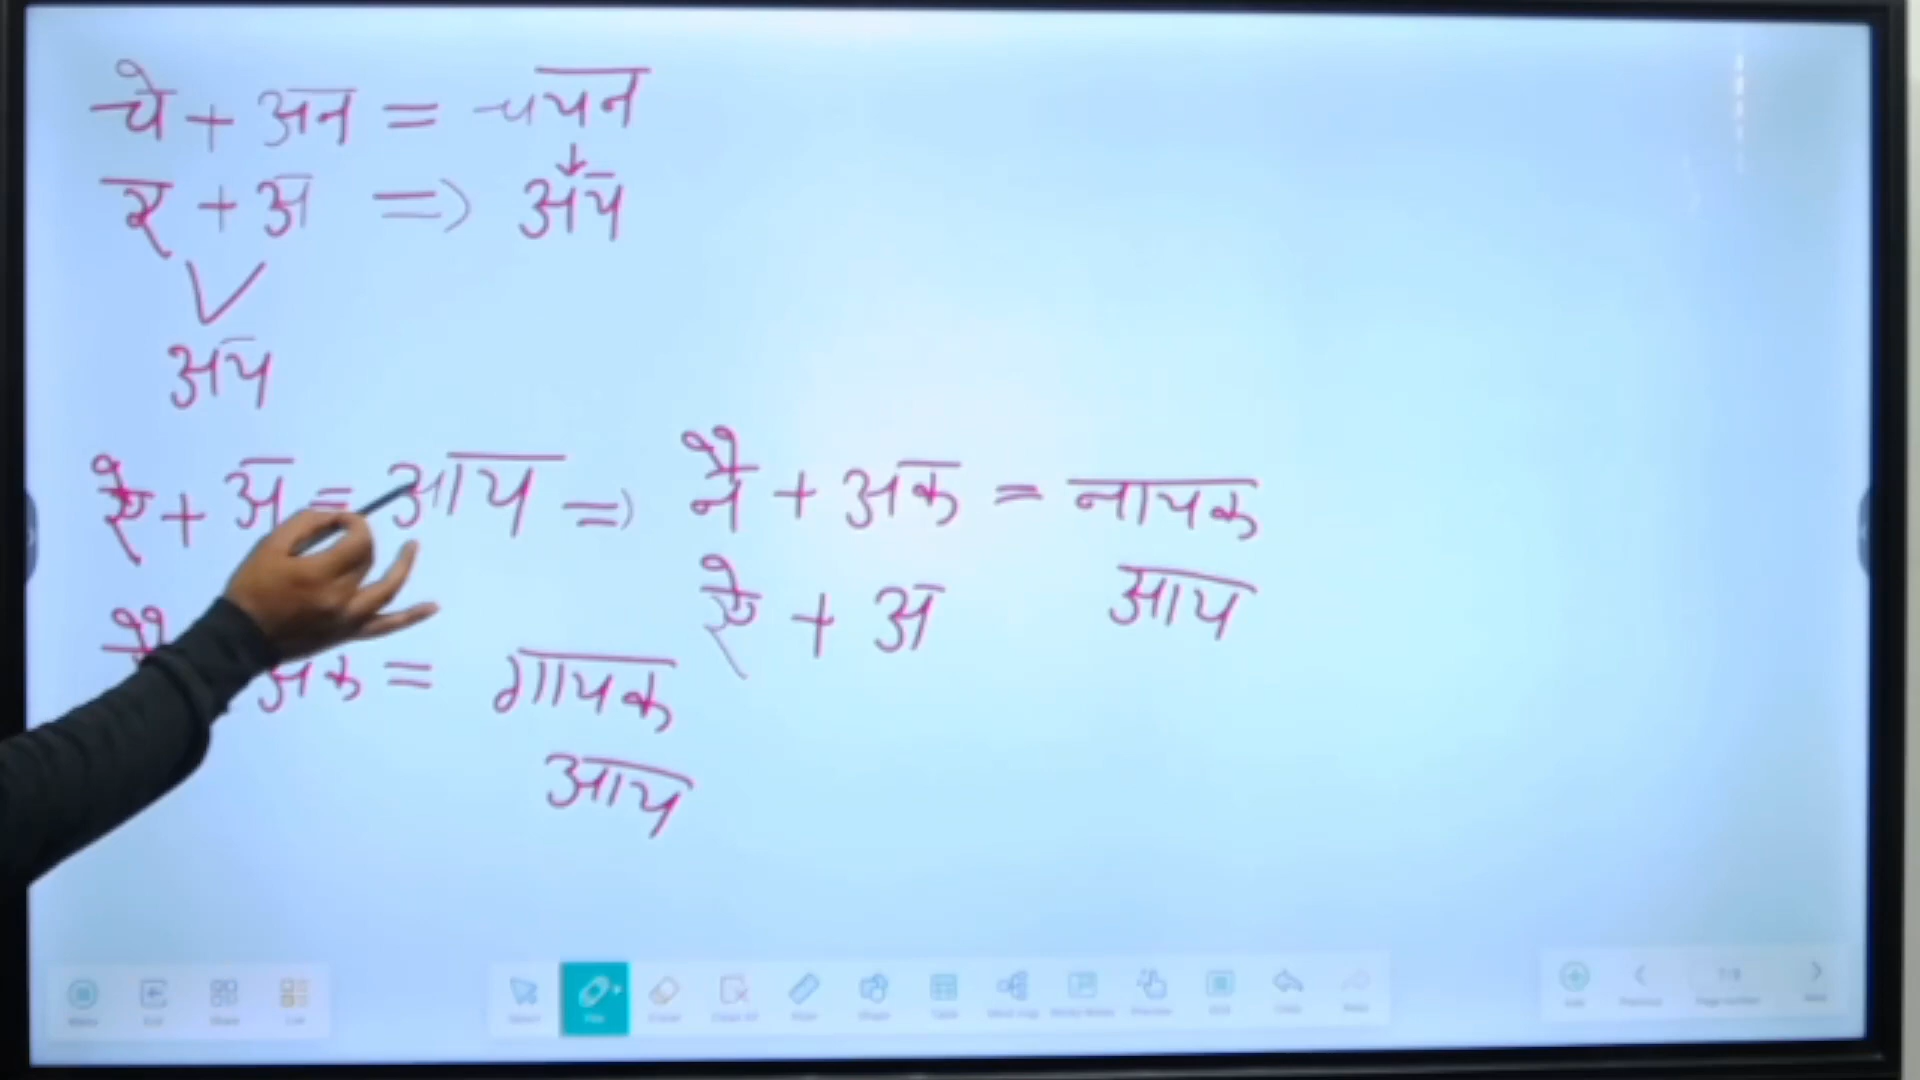 चे + अन = चयन
↓
ए + अ => अय
अय
ऐ + अ = आय => नै + अक = नायक
ऐ + अ आय
अक = गायक
आय